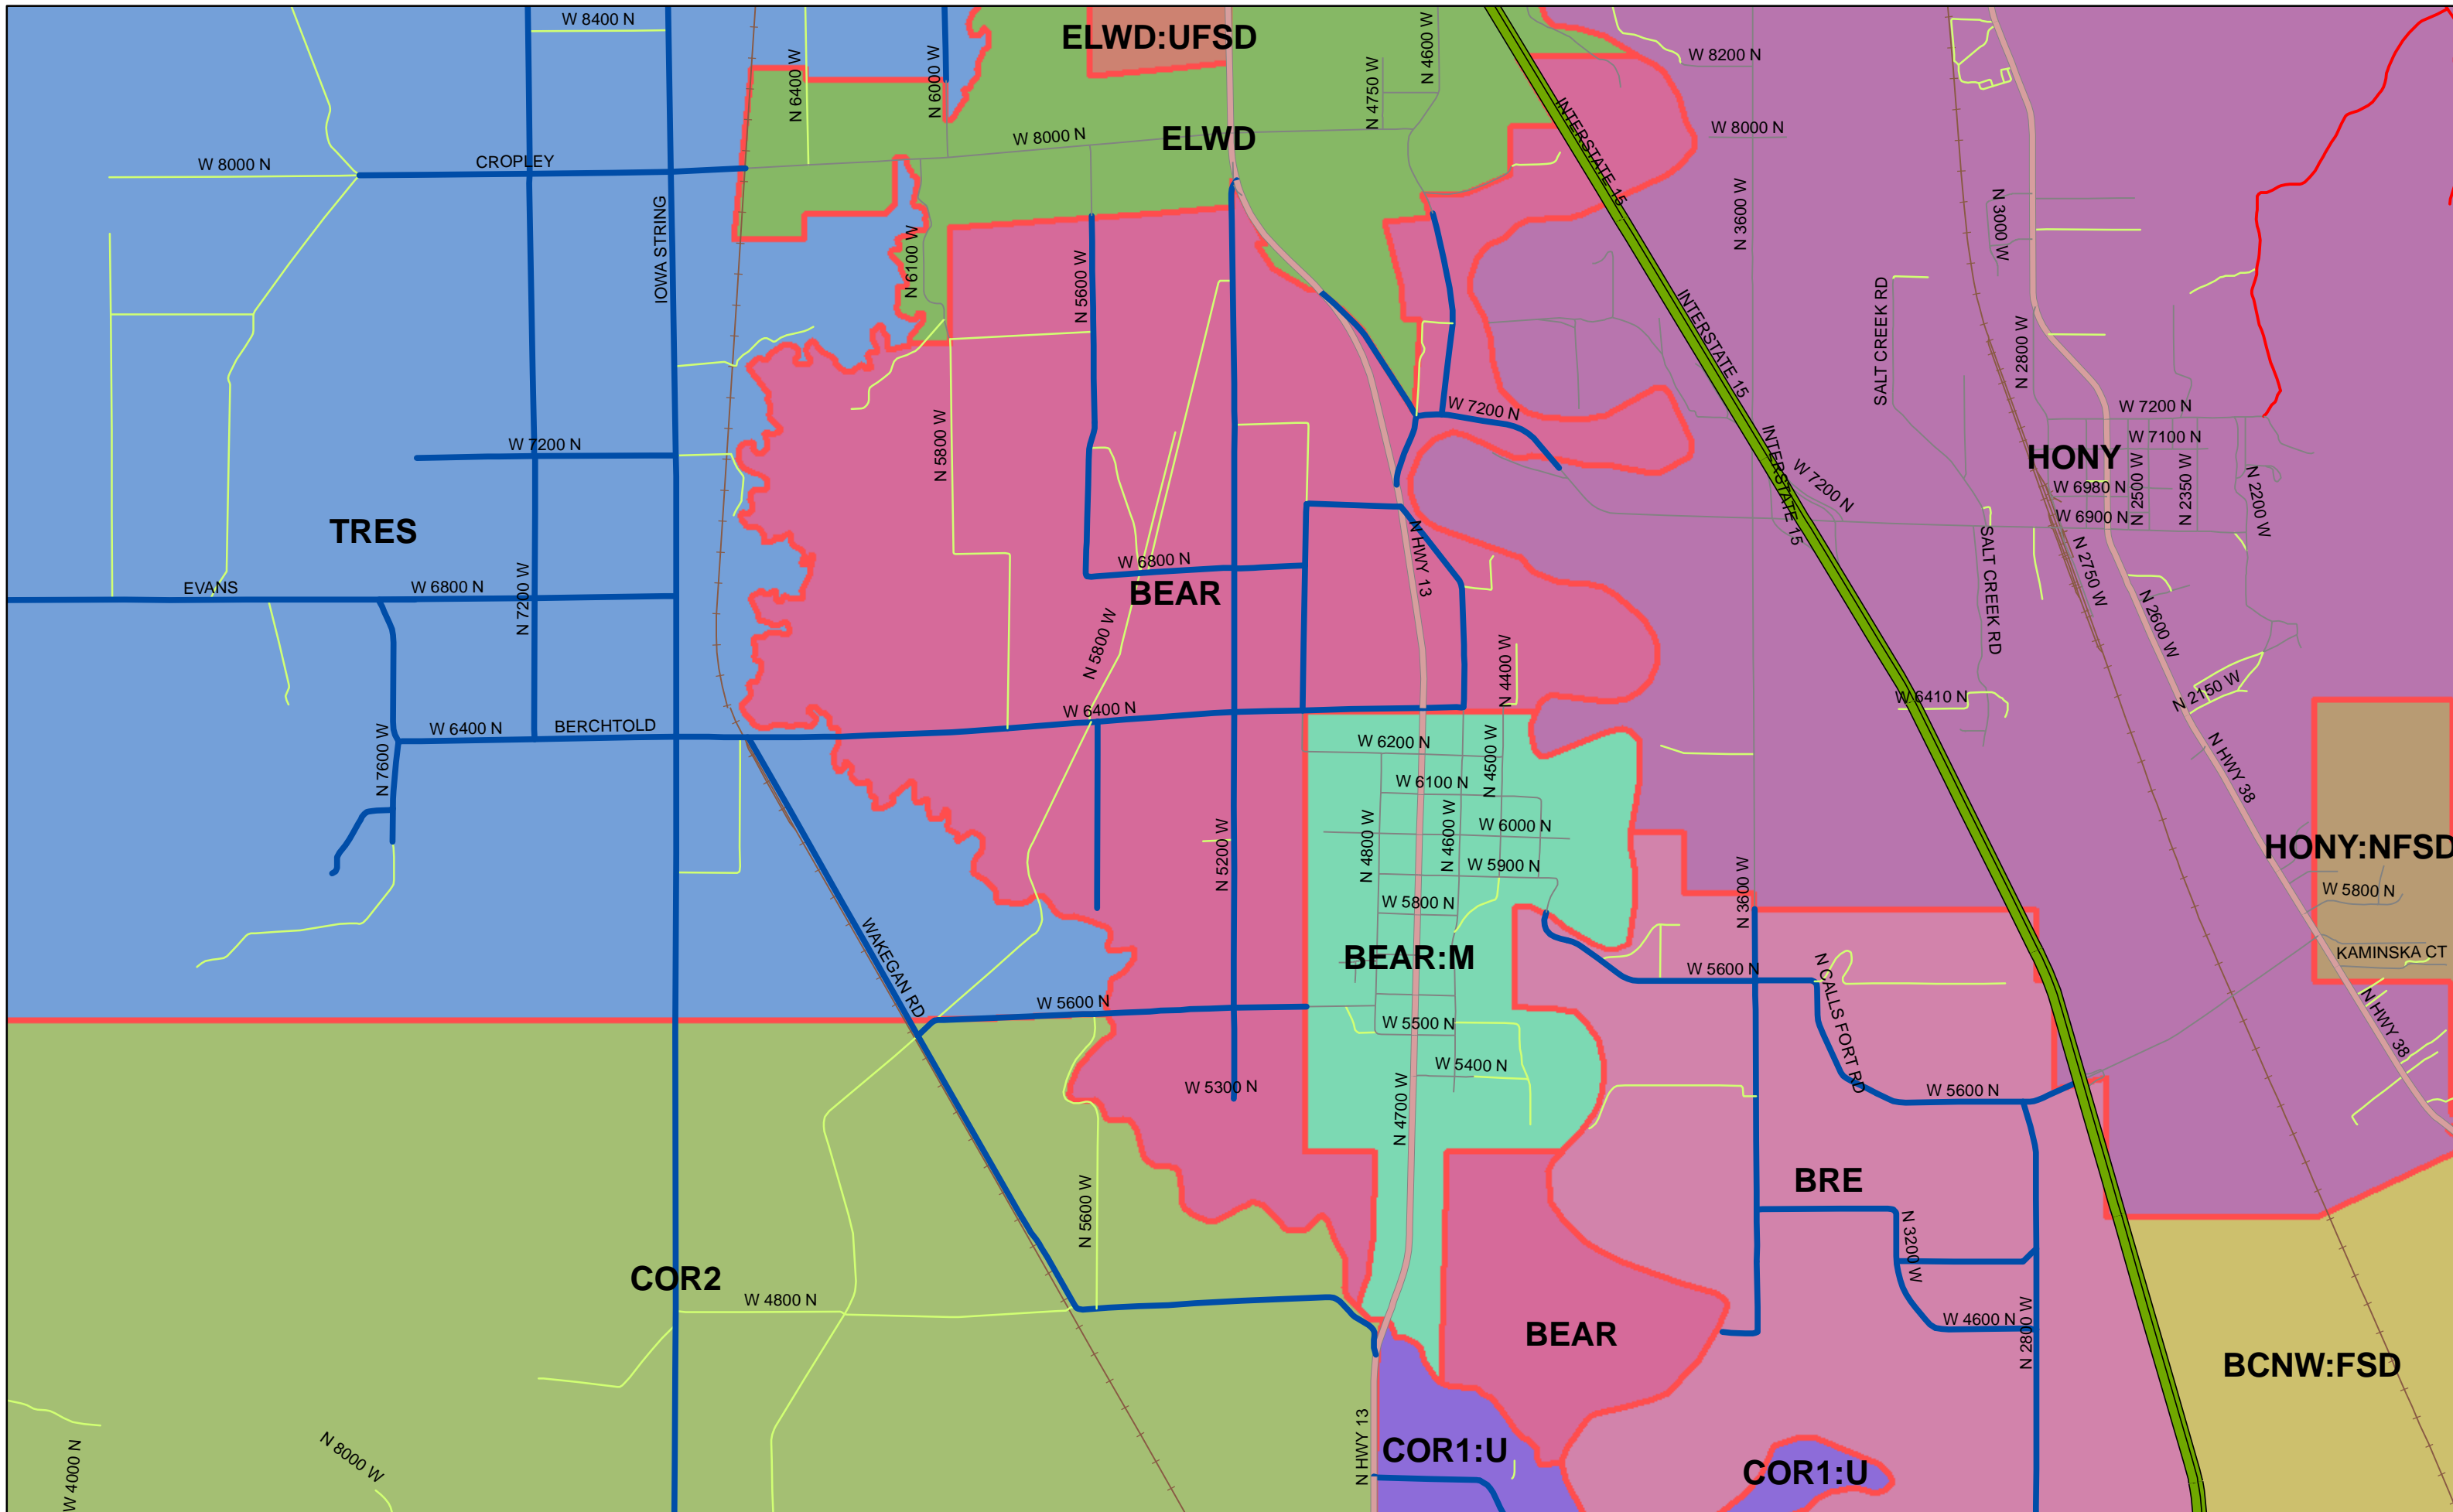 W 8400 N
ELWD:UFSD
N 4600 W
W 8200 N
N 6400 W
N 6000 W
N 4750 W
INTERSTATE 15
W 8000 N
W 8000 N
ELWD
W 8000 N
CROPLEY
IOWA STRING
N 6100 W
N 5600 W
N 3600 W
N 3000 W
SALT CREEK RD
INTERSTATE 15
N 2800 W
W 7200 N
N 5800 W
W 7200 N
W 7200 N
W 7100 N
HONY
INTERSTATE 15
W 7200 N
W 6980 N
N 2500 W
N 2350 W
N 2200 W
W 6900 N
TRES
N HWY 13
SALT CREEK RD
N 2750 W
EVANS
W 6800 N
N 7200 W
W 6800 N
BEAR
N 2600 W
N 5800 W
N 4400 W
N 2150 W
W 6410 N
W 6400 N
W 6400 N
BERCHTOLD
N 7600 W
W 6200 N
N 4500 W
N HWY 38
W 6100 N
N 4800 W
N 4600 W
W 6000 N
HONY:NFSD
N 5200 W
W 5900 N
N 3600 W
W 5800 N
W 5800 N
WAKEGAN RD
BEAR:M
W 5600 N
N CALLS FORT RD
KAMINSKA CT
W 5600 N
W 5500 N
N HWY 38
W 5400 N
W 5300 N
N 4700 W
W 5600 N
BRE
N 5600 W
N 3200 W
COR2
W 4800 N
BEAR
W 4600 N
N 2800 W
BCNW:FSD
N HWY 13
COR1:U
COR1:U
W 4000 N
N 8000 W